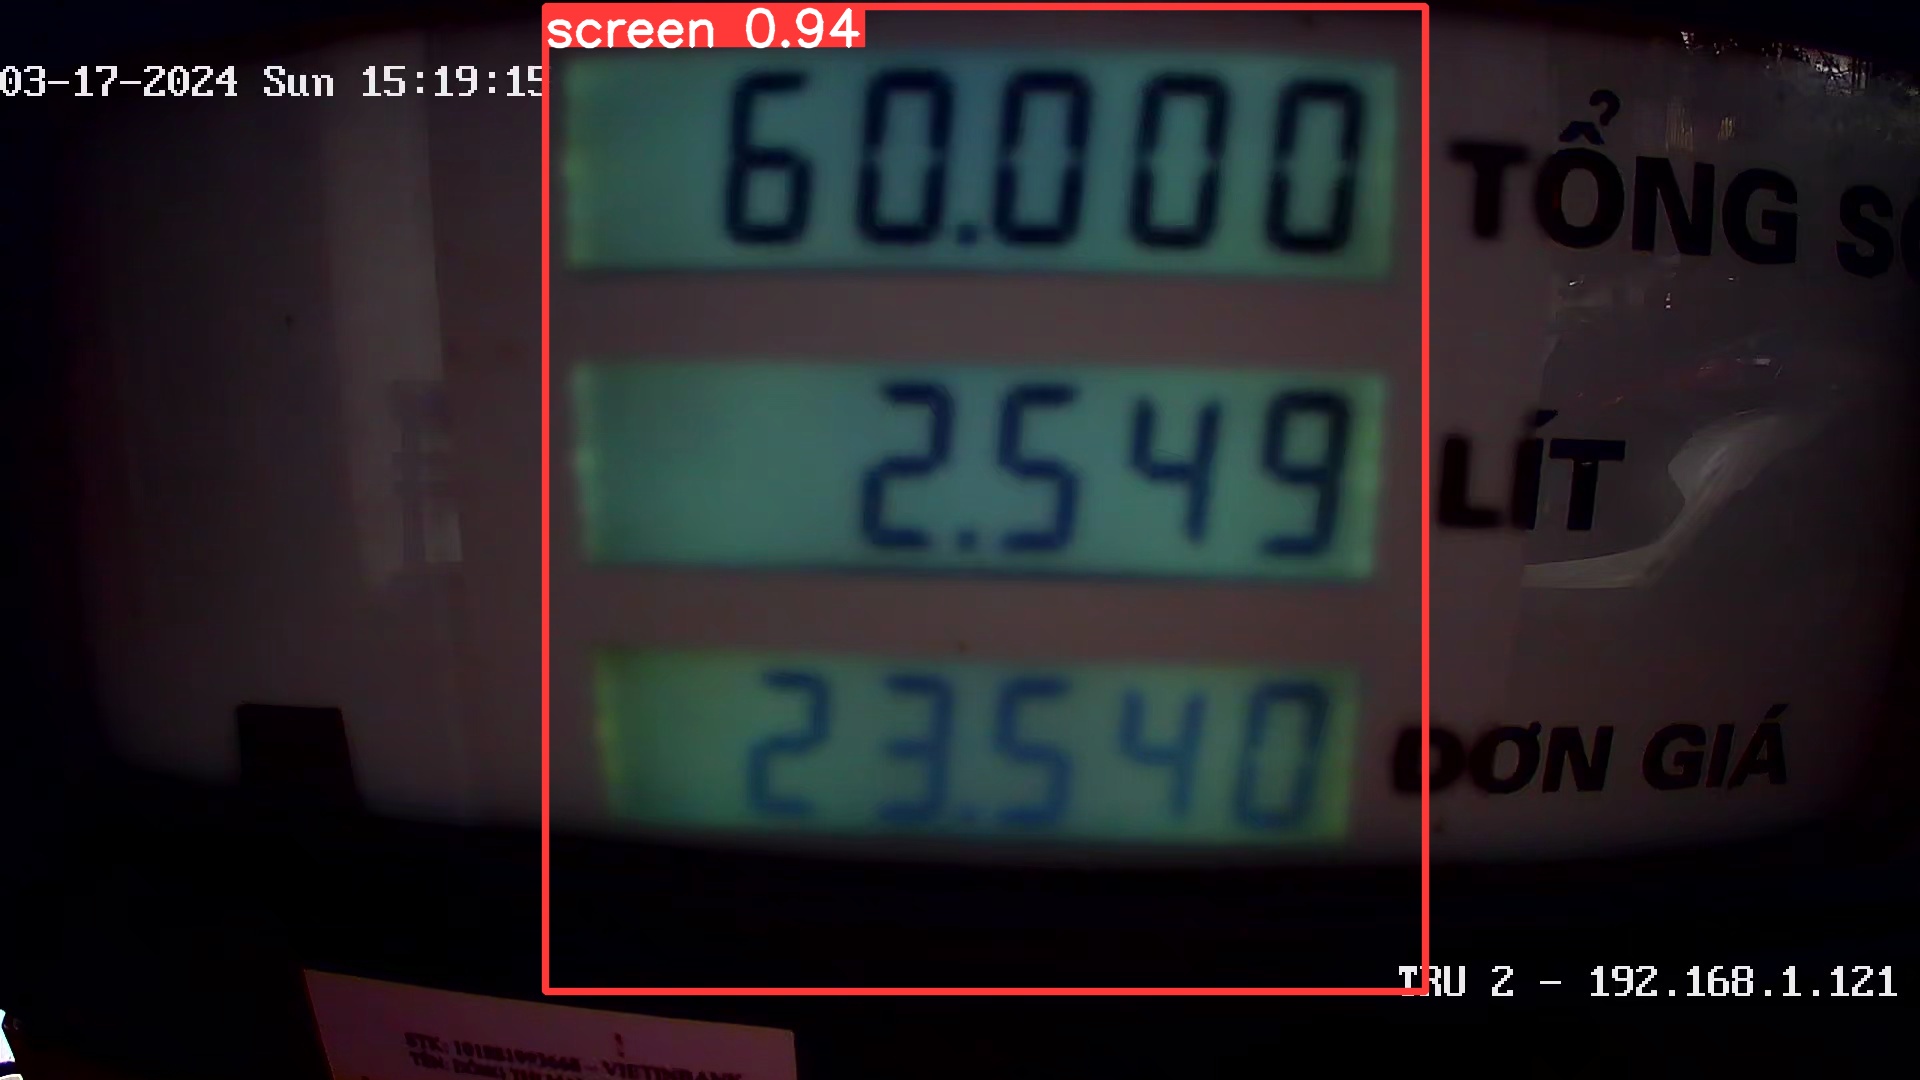 screen 0.94
03-17-2024 Sun 15:19:15
60.000
TỔNG SỐ
2.549
LÍT
23.540
ĐƠN GIÁ
TRU 2 - 192.168.1.121
VIETINBANK